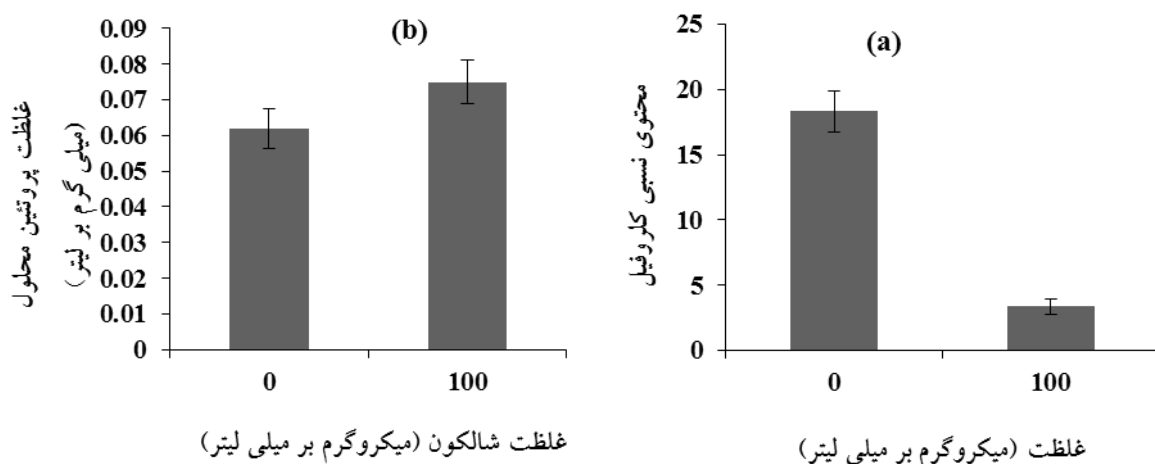 (b)
غلظت پروتئین محلول
(میلی گرم بر لیتر)
0.09
0.08
0.07
0.06
0.05
0.04
0.03
0.02
0.01
0
0 100
غلظت شالکون (میکروگرم بر میلی لیتر)
(a)
محتوی نسبی کلروفیل
25
20
15
10
5
0
0 100
غلظت (میکروگرم بر میلی لیتر)